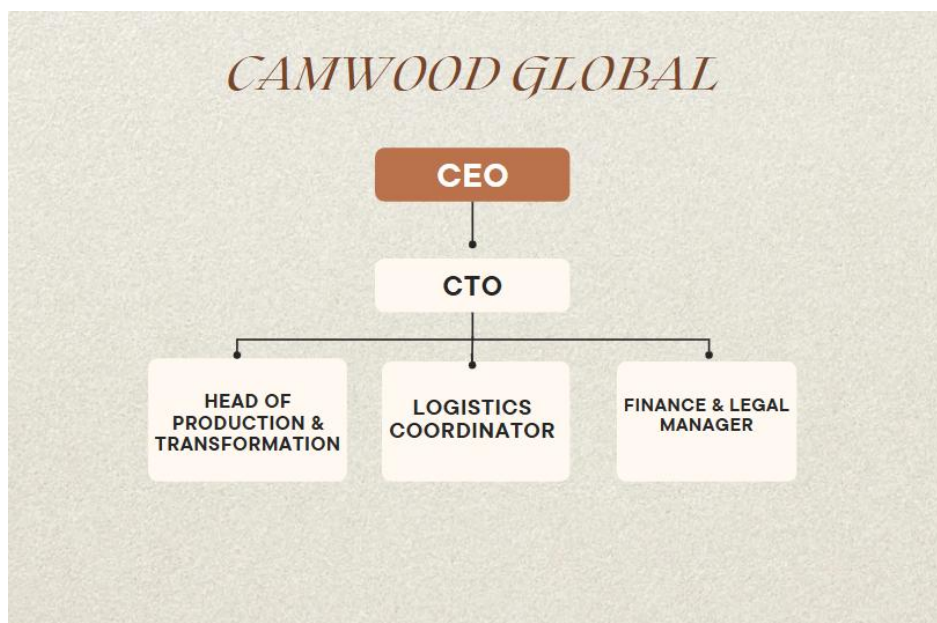 CAMWOOD GLOBAL
CEO
CTO
HEAD OF
PRODUCTION &
TRANSFORMATION
LOGISTICS
COORDINATOR
FINANCE & LEGAL
MANAGER